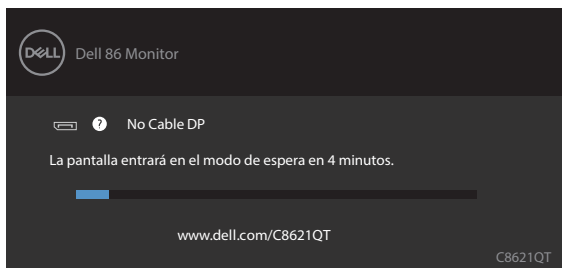 DELL
Dell 86 Monitor
? No Cable DP
La pantalla entrará en el modo de espera en 4 minutos.
www.dell.com/C8621QT
C8621QT